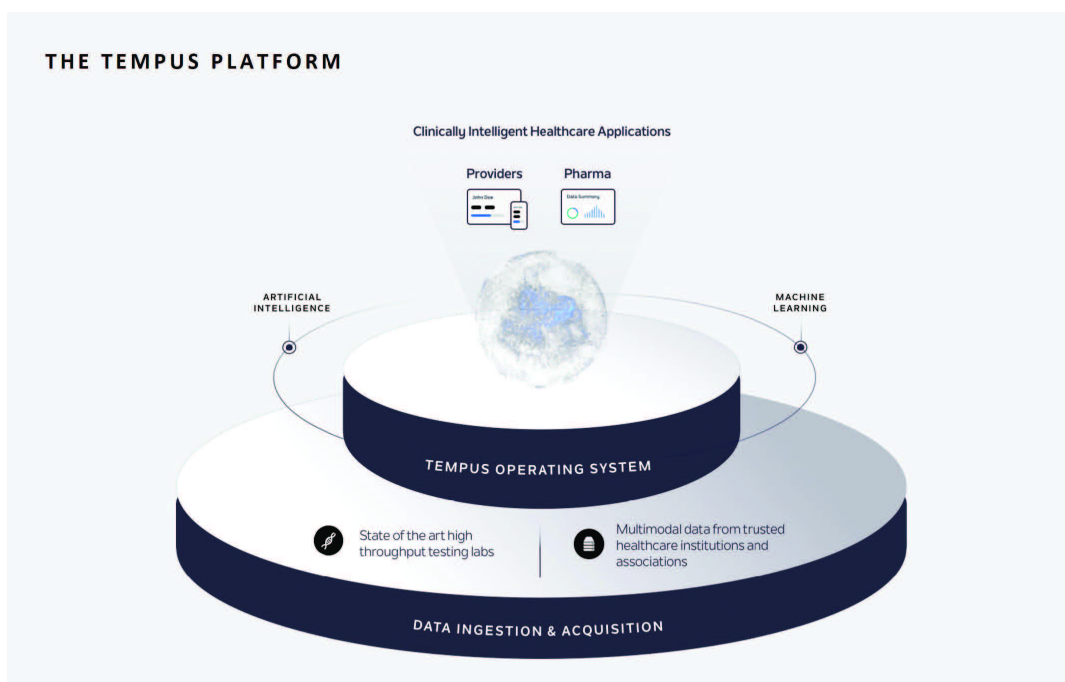 THE TEMPUS PLATFORM
Clinically Intelligent Healthcare Applications
Providers
Pharma
John Doe
Data Summary
ARTIFICIAL
INTELLIGENCE
MACHINE
LEARNING
TEMPUS OPERATING SYSTEM
State of the art high
throughput testing labs
Multimodal data from trusted
healthcare institutions and
associations
DATA INGESTION & ACQUISITION